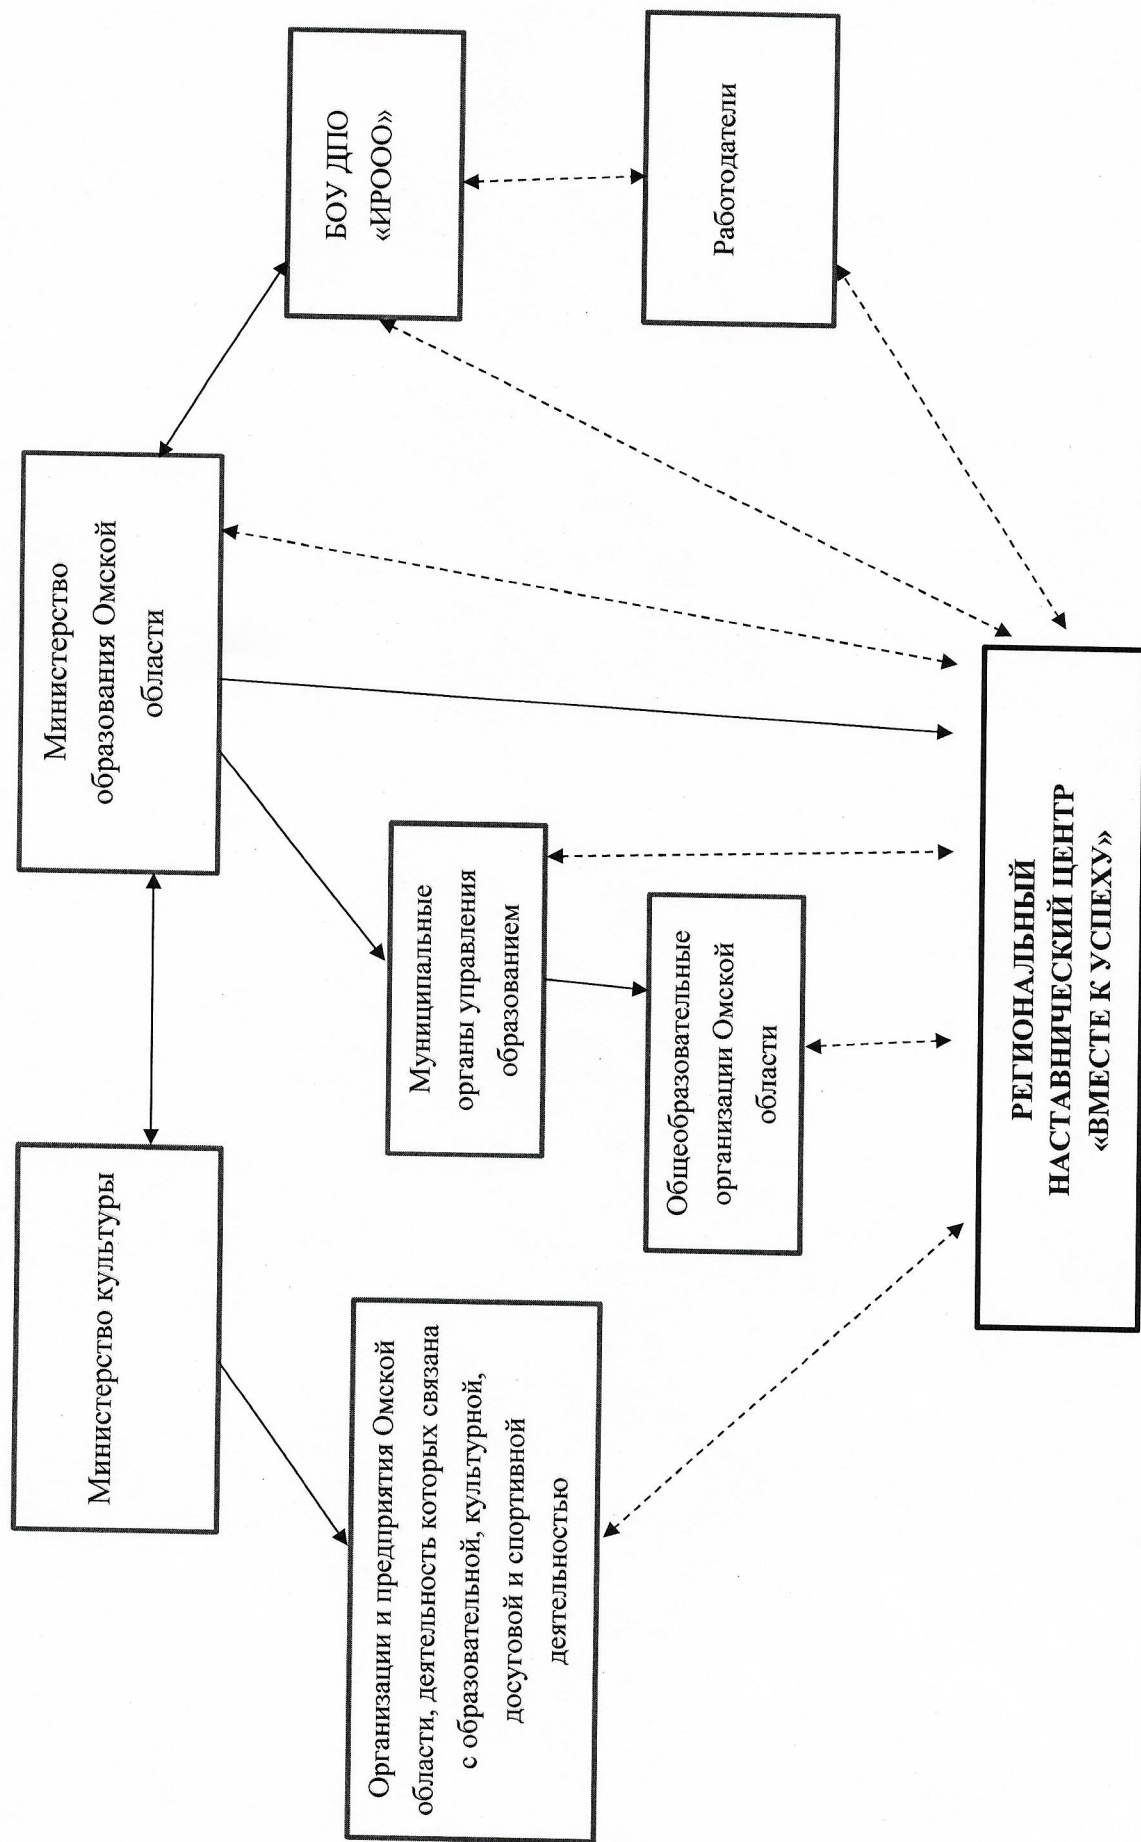 Министерство культуры
Министерство
образования Омской
области
БОУ ДПО
«ИРООО»
Организации и предприятия Омской
области, деятельность которых связана
с образовательной, культурной,
досуговой и спортивной
деятельностью
Муниципальные
органы управления
образованием
Общеобразовательные
организации Омской
области
Работодатели
РЕГИОНАЛЬНЫЙ
НАСТАВНИЧЕСКИЙ ЦЕНТР
«ВМЕСТЕ К УСПЕХУ»